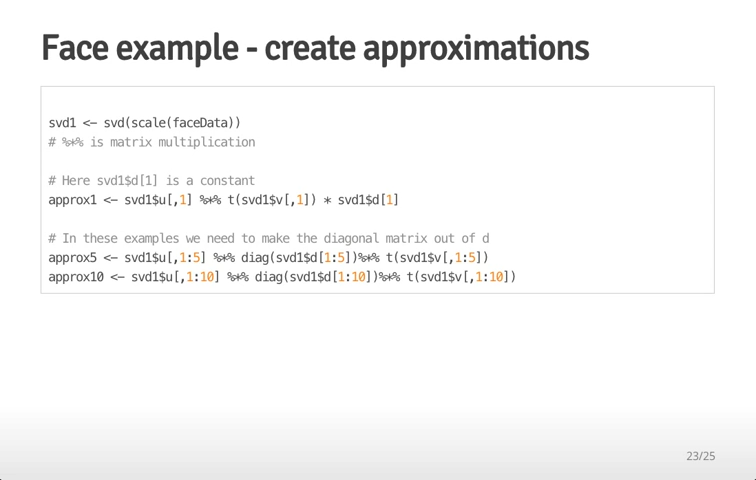 Face example - create approximations
svd1 <- svd(scale(faceData))
# %*% is matrix multiplication
# Here svd1$d[1] is a constant
approx1 <- svd1$u[,1] %*% t(svd1$v[,1]) * svd1$d[1]
# In these examples we need to make the diagonal matrix out of d
approx5 <- svd1$u[,1:5] %*% diag(svd1$d[1:5])%*% t(svd1$v[,1:5])
approx10 <- svd1$u[,1:10] %*% diag(svd1$d[1:10])%*% t(svd1$v[,1:10])
23/25